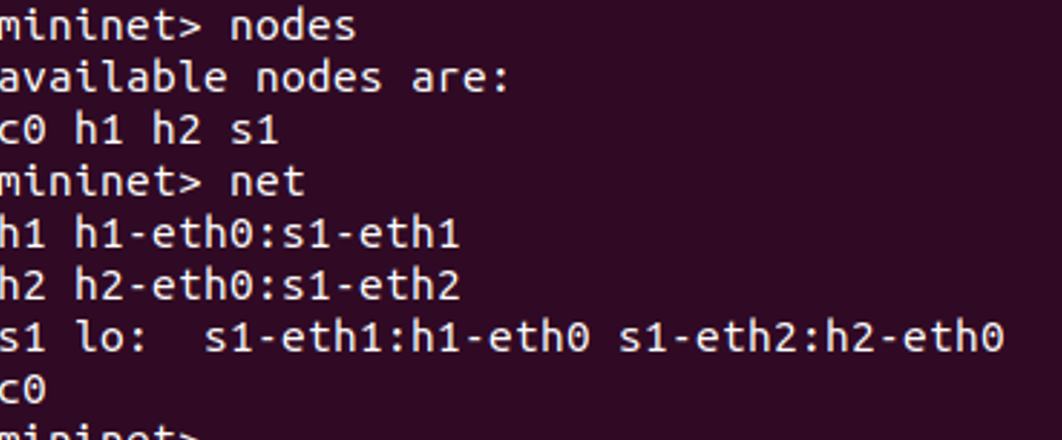 mininet> nodes
available nodes are:
c0 h1 h2 s1
mininet> net
h1 h1-eth0:s1-eth1
h2 h2-eth0:s1-eth2
s1 lo:  s1-eth1:h1-eth0 s1-eth2:h2-eth0
c0
mininet>